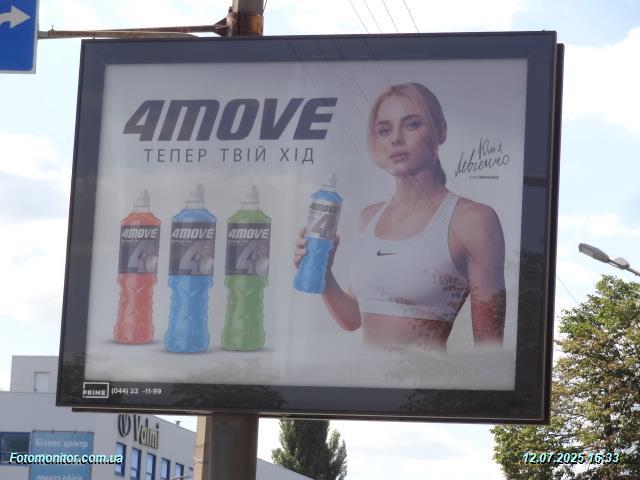 4MOVE
ТЕПЕР ТВІЙ ХІД
Юлія
Левченко
4MOVE
4MOVE
4MOVE
4MOVE
4
PRIME
(044) 22 -11-99
Valmi
Бізнес центр
Fotomonitor.com.ua
12.07.2025 16:33